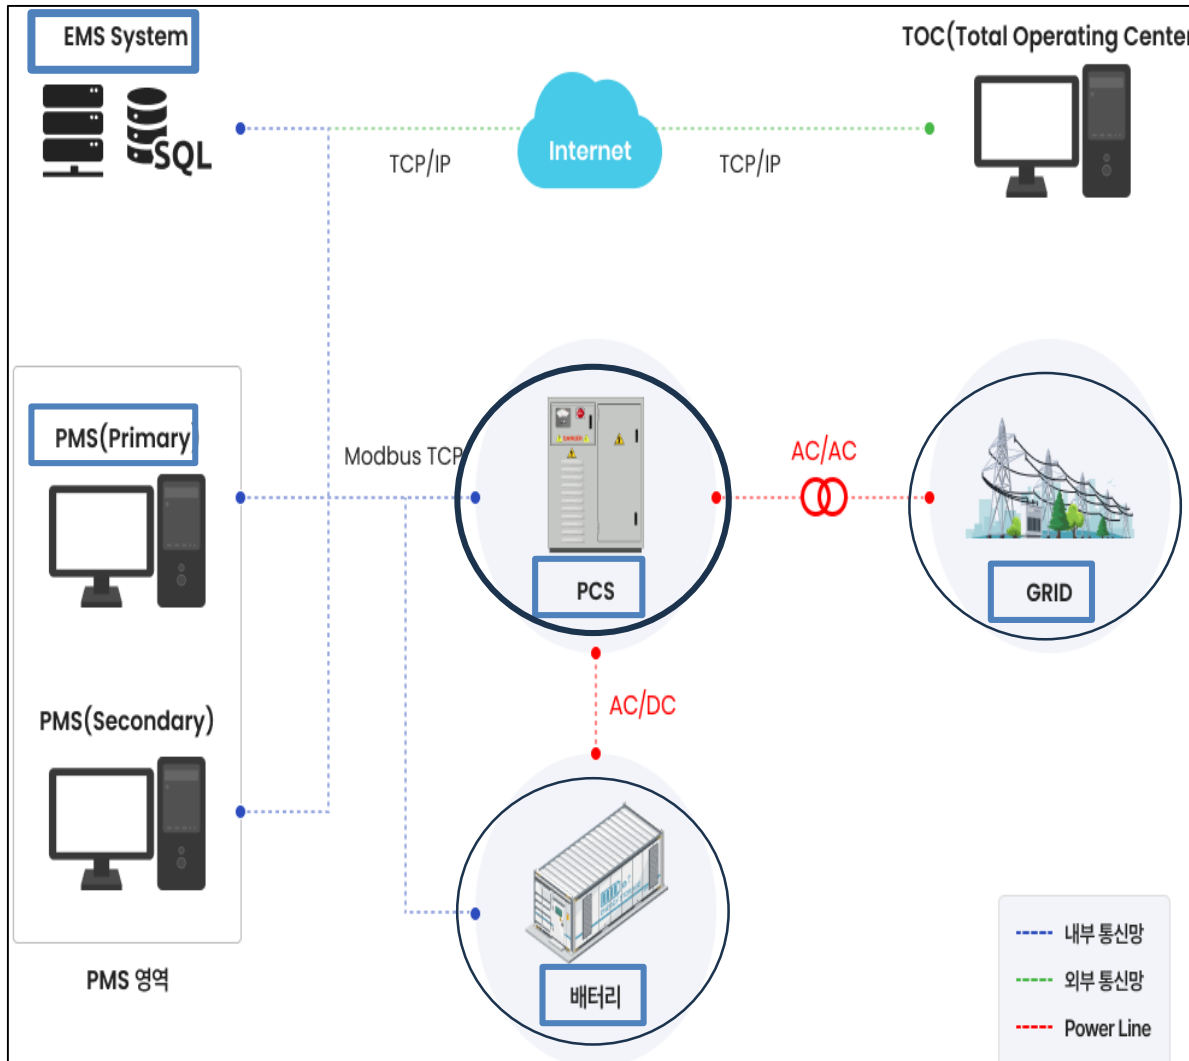 EMS System
TOC(Total Operating Center
SQL
Internet
TCP/IP
TCP/IP
PMS(Primary)
Modbus TCP
AC/AC
DANGER
PCS
GRID
PMS(Secondary)
AC/DC
배터리
PMS 영역
내부 통신망
외부 통신망
Power Line